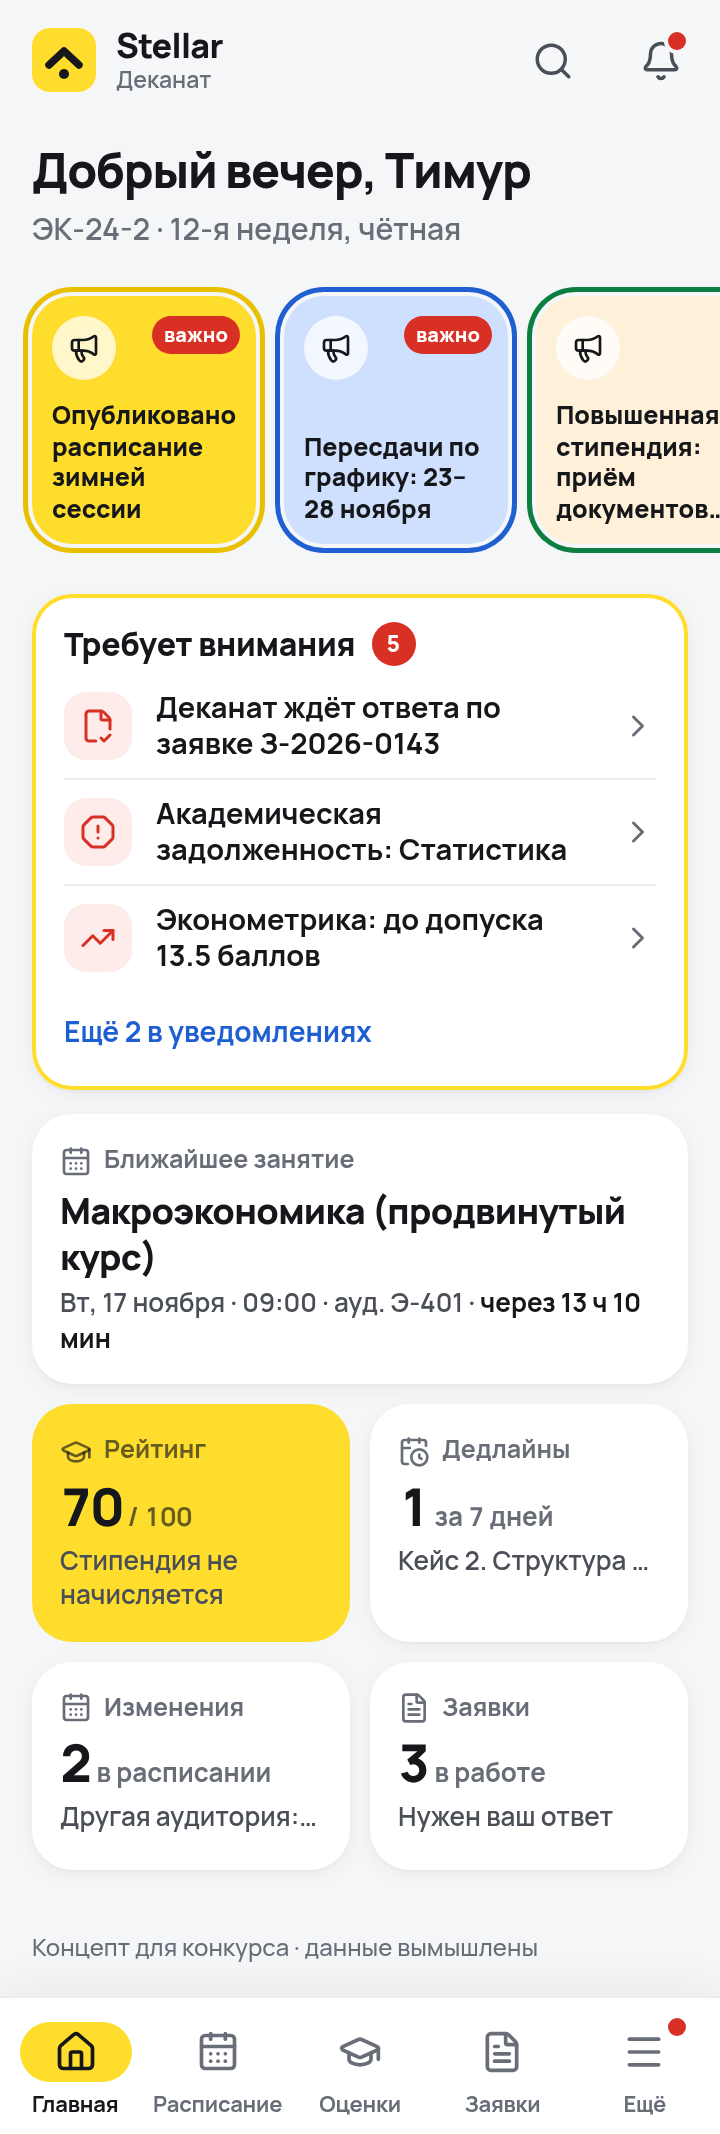 Stellar
Деканат
Добрый вечер, Тимур
ЭК-24-2 · 12-я неделя, чётная
важно
Опубликовано
расписание
зимней
сессии
важно
Пересдачи по
графику: 23–
28 ноября
Повышенная
стипендия:
приём
документов…
Требует внимания 5
Деканат ждёт ответа по
заявке З-2026-0143
Академическая
задолженность: Статистика
Эконометрика: до допуска
13.5 баллов
Ещё 2 в уведомлениях
Ближайшее занятие
Макроэкономика (продвинутый
курс)
Вт, 17 ноября · 09:00 · ауд. Э-401 · через 13 ч 10
мин
Рейтинг
70 / 100
Стипендия не
начисляется
Дедлайны
1 за 7 дней
Кейс 2. Структура …
Изменения
2 в расписании
Другая аудитория:…
Заявки
3 в работе
Нужен ваш ответ
Концепт для конкурса · данные вымышлены
Главная
Расписание
Оценки
Заявки
Ещё